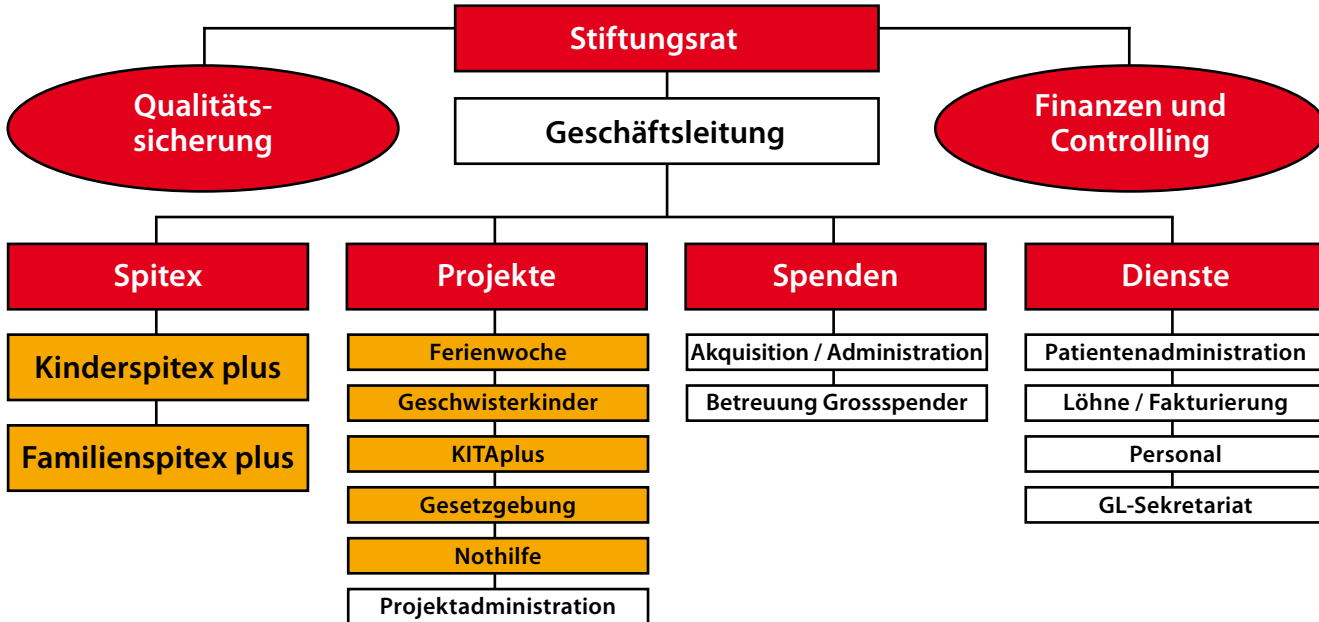 Stiftungsrat
Qualitäts-
sicherung
Geschäftsleitung
Finanzen und
Controlling
Spitex
Kinderspitex plus
Familienspitex plus
Projekte
Ferienwoche
Geschwisterkinder
KITAplus
Gesetzgebung
Nothilfe
Projektadministration
Spenden
Akquisition / Administration
Betreuung Grossspender
Dienste
Patientenadministration
Löhne / Fakturierung
Personal
GL-Sekretariat